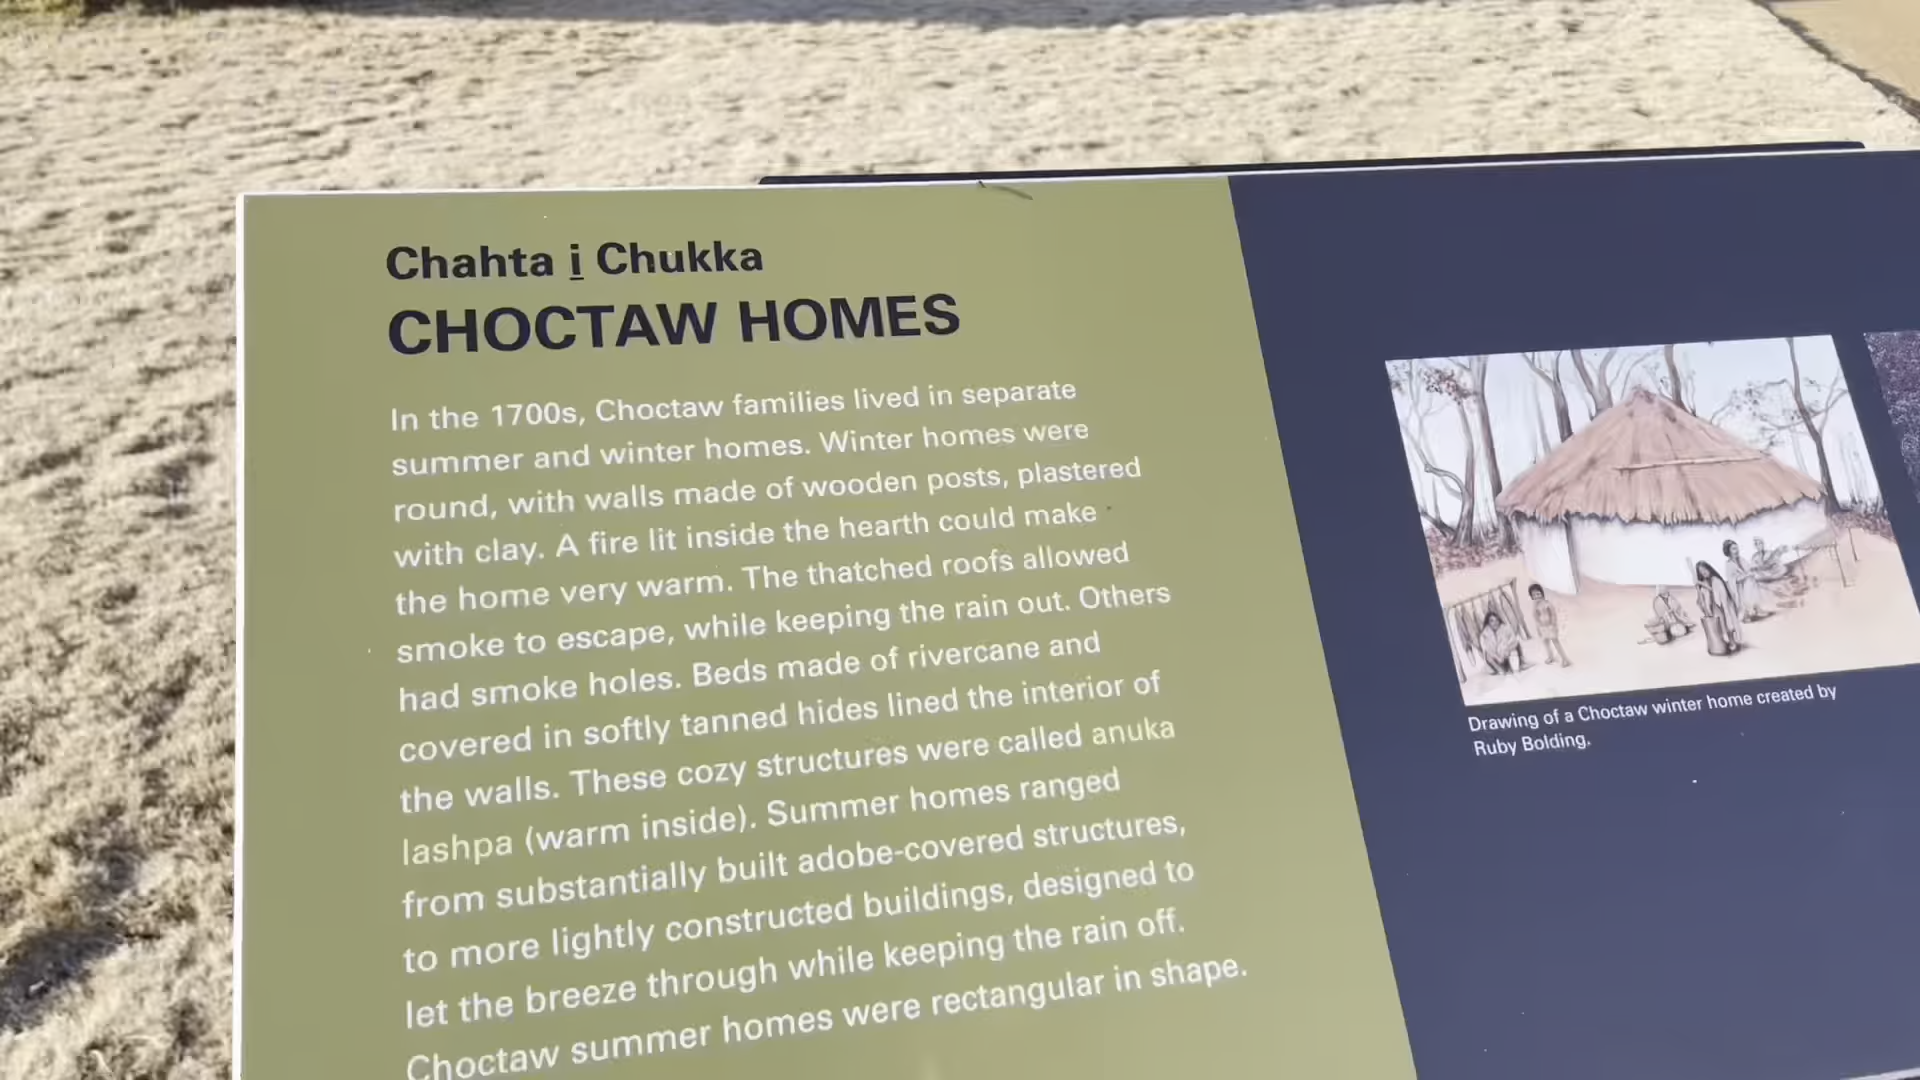 Chahta i̱ Chukka
CHOCTAW HOMES
In the 1700s, Choctaw families lived in separate
summer and winter homes. Winter homes were
round, with walls made of wooden posts, plastered
with clay. A fire lit inside the hearth could make
the home very warm. The thatched roofs allowed
smoke to escape, while keeping the rain out. Others
had smoke holes. Beds made of rivercane and
covered in softly tanned hides lined the interior of
the walls. These cozy structures were called anuka
lashpa (warm inside). Summer homes ranged
from substantially built adobe-covered structures,
to more lightly constructed buildings, designed to
let the breeze through while keeping the rain off.
Choctaw summer homes were rectangular in shape.
Drawing of a Choctaw winter home created by
Ruby Bolding.